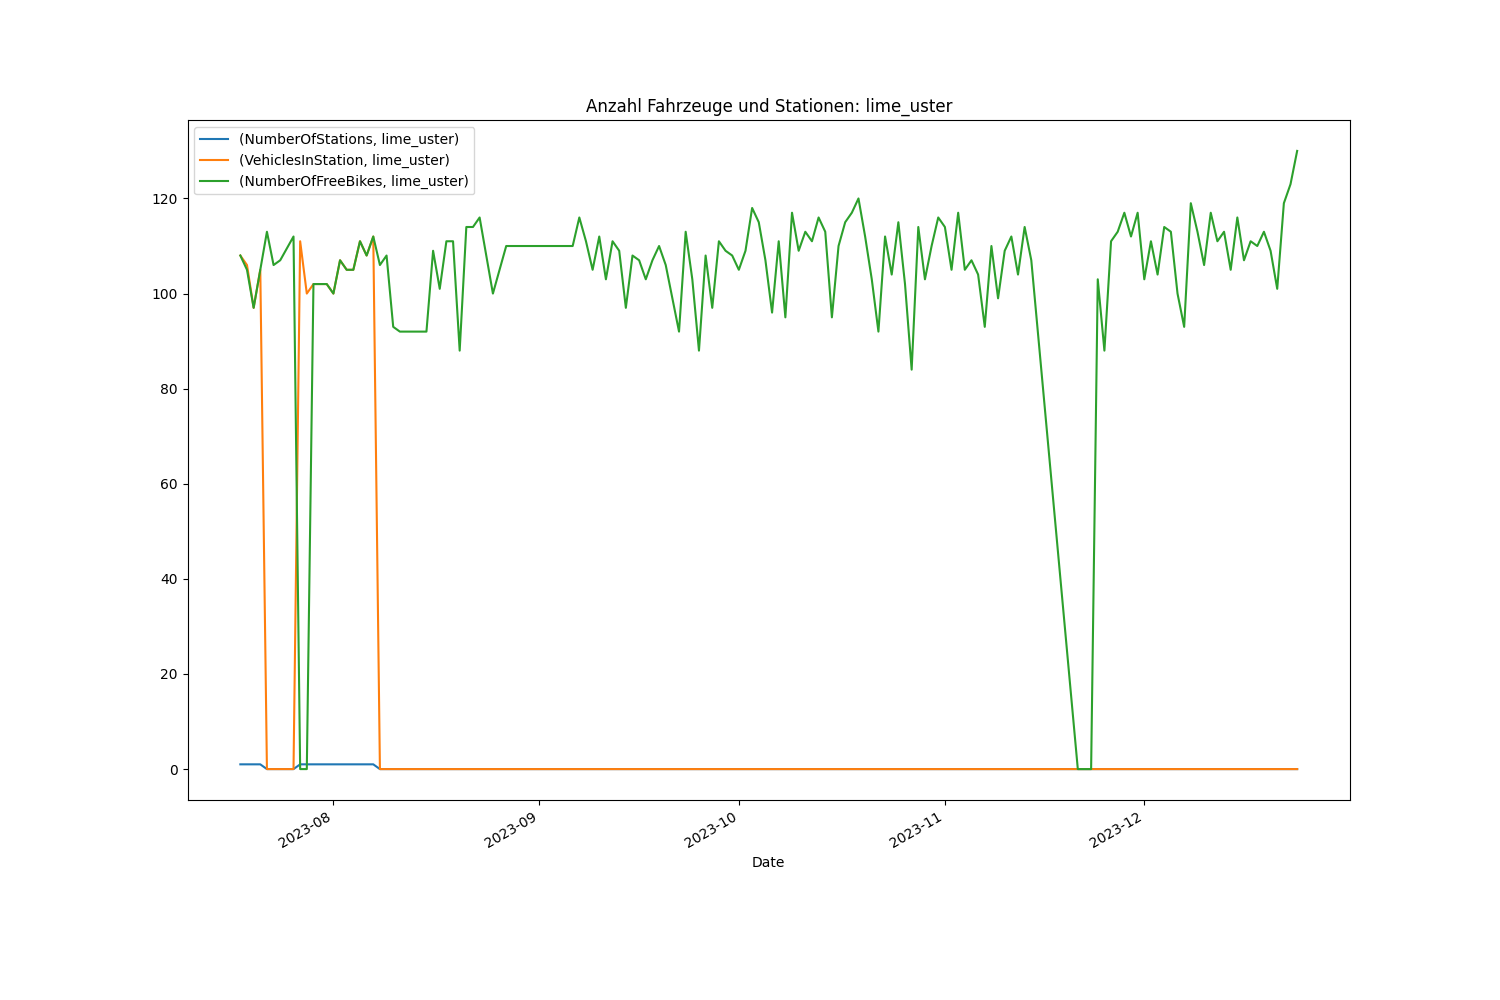 Anzahl Fahrzeuge und Stationen: lime_uster
(NumberOfStations, lime_uster)
(VehiclesInStation, lime_uster)
(NumberOfFreeBikes, lime_uster)
120
100
80
60
40
20
0
2023-08
2023-09
2023-10
2023-11
2023-12
Date